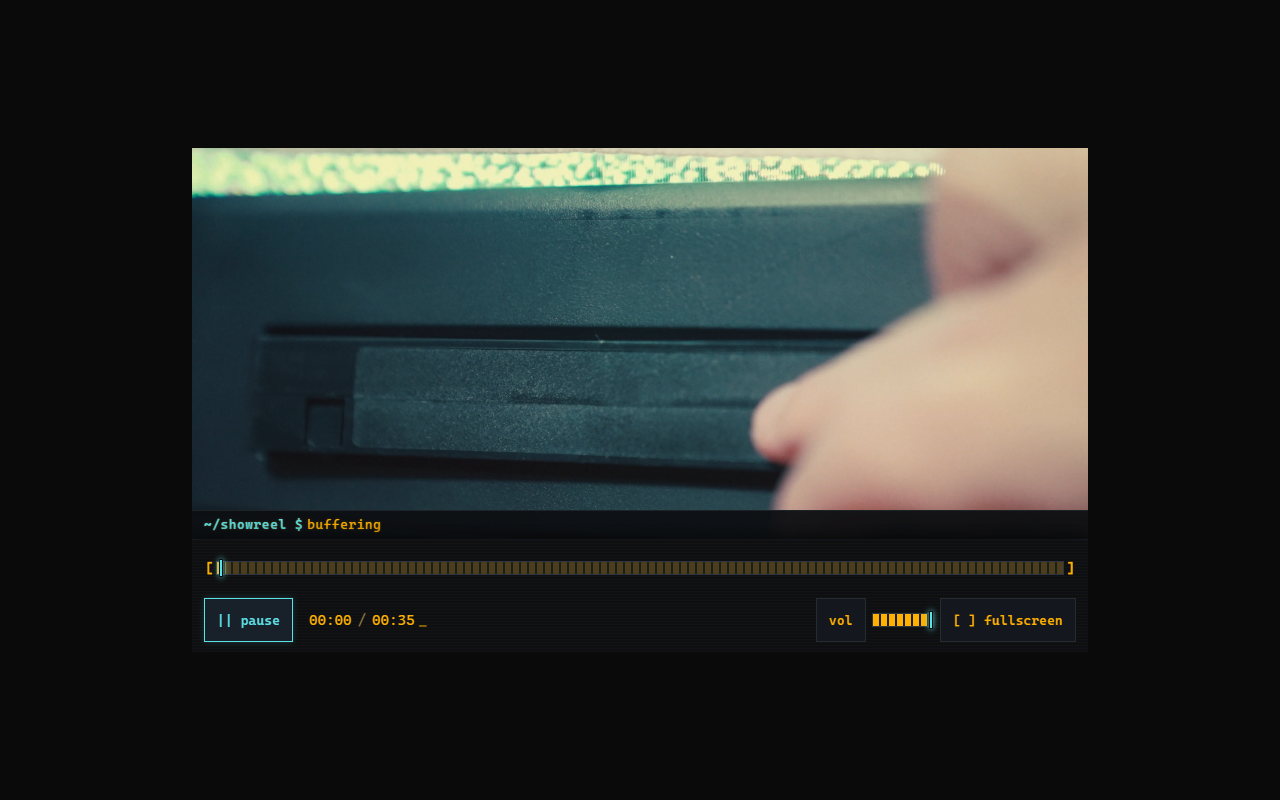 ~/showreel $ buffering
[ ]
|| pause 00:00 / 00:35 _ vol [ ] fullscreen